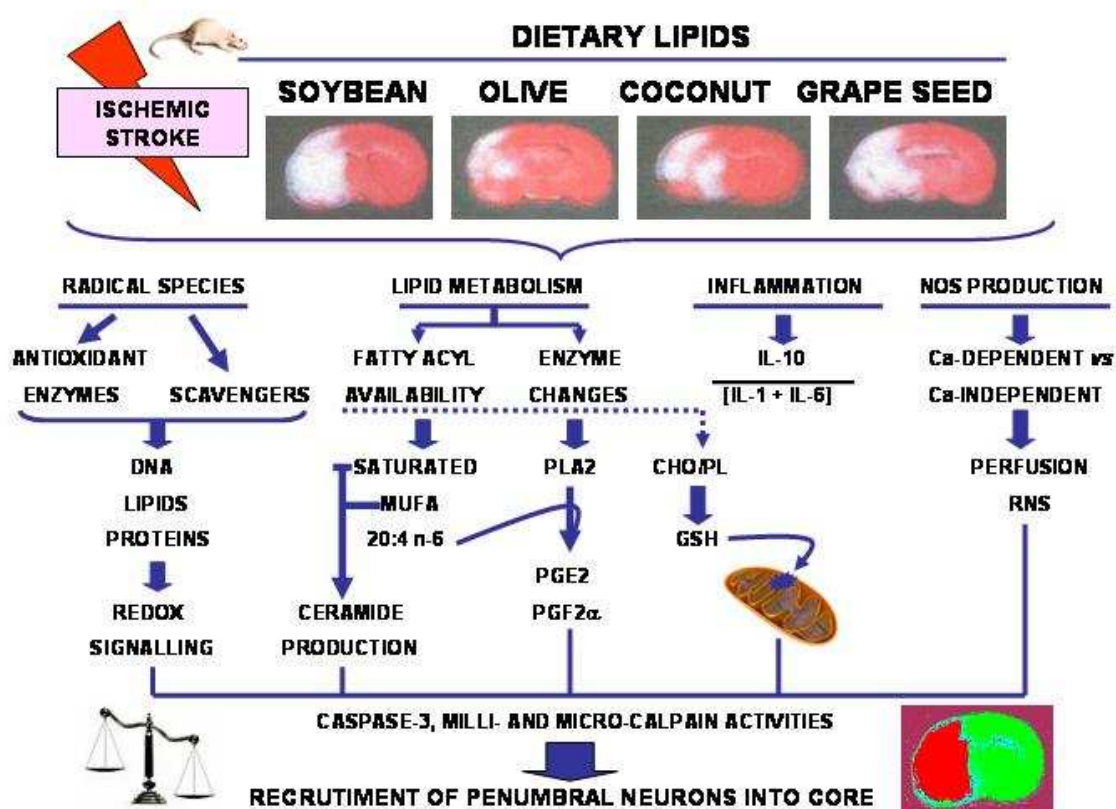 DIETARY LIPIDS
ISCHEMIC
STROKE
SOYBEAN OLIVE COCONUT GRAPE SEED
RADICAL SPECIES LIPID METABOLISM INFLAMMATION NOS PRODUCTION
ANTIOXIDANT FATTY ACYL ENZYME IL-10 Ca-DEPENDENT vs
ENZYMES SCAVENGERS AVAILABILITY CHANGES [IL-1 + IL-6] Ca-INDEPENDENT
DNA SATURATED PLA2 CHO/PL PERFUSION
LIPIDS MUFA RNS
PROTEINS 20:4 n-6 GSH
PGE2
REDOX CERAMIDE PGF2α
SIGNALLING PRODUCTION
CASPASE-3, MILLI- AND MICRO-CALPAIN ACTIVITIES
RECRUTIMENT OF PENUMBRAL NEURONS INTO CORE